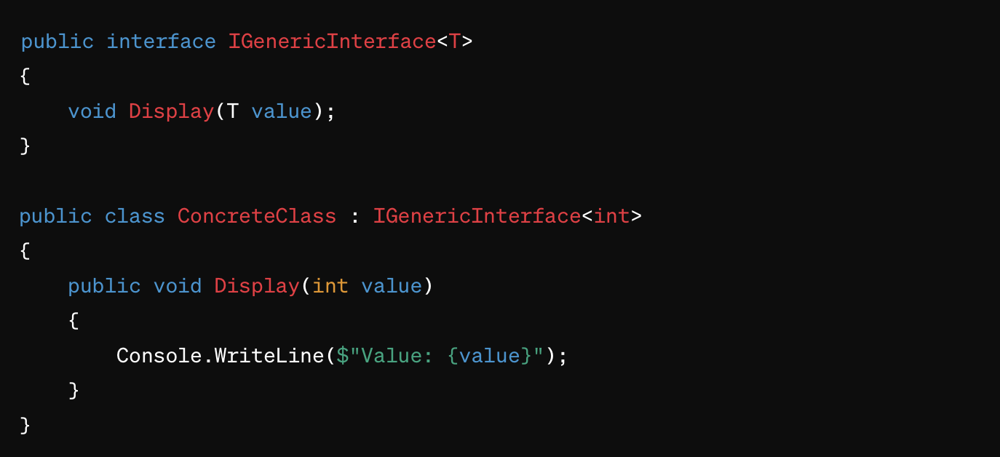 public interface IGenericInterface<T>
{
    void Display(T value);
}

public class ConcreteClass : IGenericInterface<int>
{
    public void Display(int value)
    {
        Console.WriteLine($"Value: {value}");
    }
}